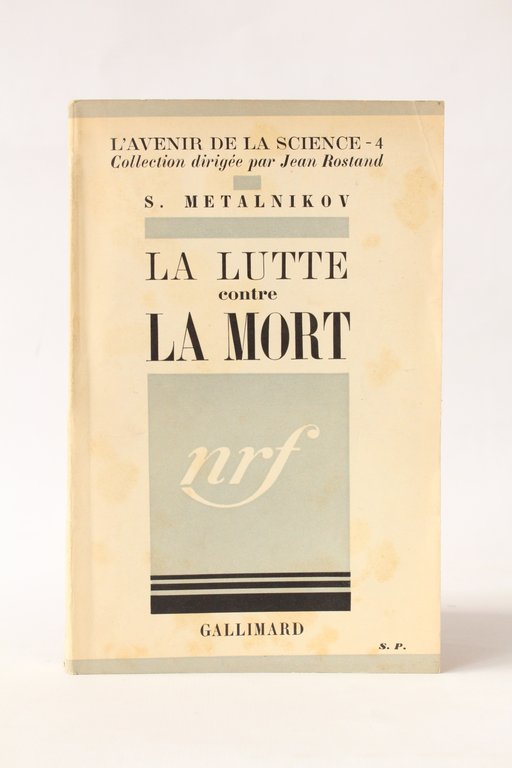 L'AVENIR DE LA SCIENCE - 4
Collection dirigée par Jean Rostand
S. METALNIKOV
LA LUTTE
contre
LA MORT
nrf
GALLIMARD
S. P.